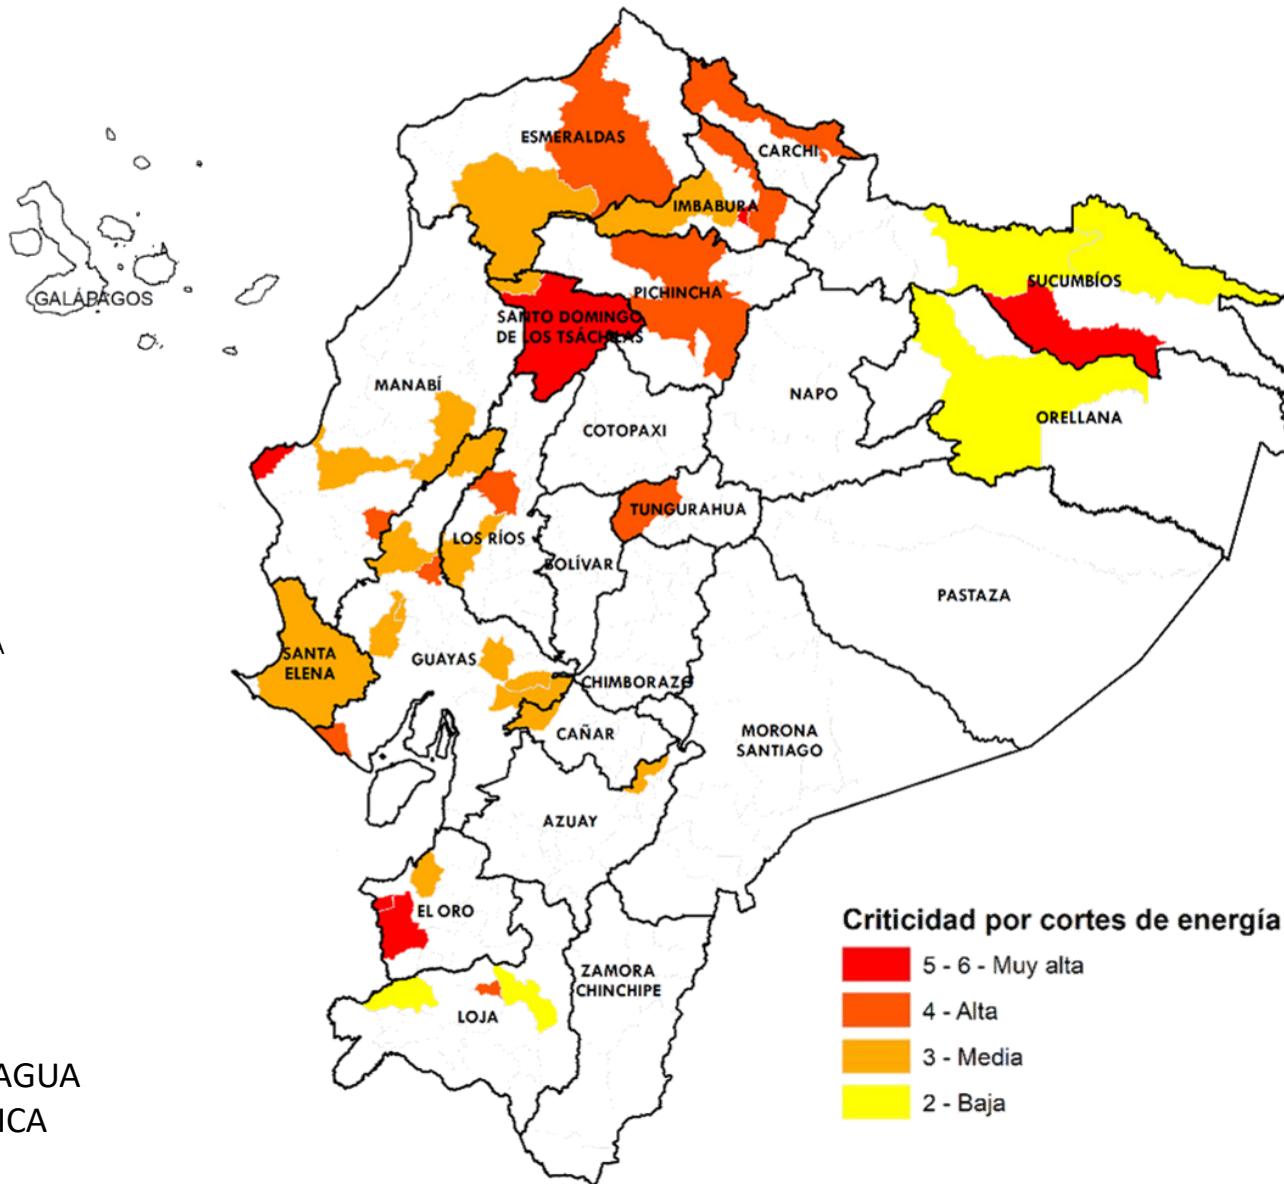 ESMERALDAS
CARCHI
IMBABURA
SUCUMBÍOS
GALÁPAGOS
PICHINCHA
SANTO DOMINGO
DE LOS TSÁCHILAS
MANABÍ
NAPO
ORELLANA
COTOPAXI
TUNGURAHUA
LOS RÍOS
BOLÍVAR
PASTAZA
A
SANTA
ELENA
GUAYAS
CHIMBORAZO
CAÑAR
MORONA
SANTIAGO
AZUAY
EL ORO
ZAMORA
CHINCHIPE
LOJA
Criticidad por cortes de energía
5 - 6 - Muy alta
4 - Alta
3 - Media
2 - Baja
AGUA
ICA